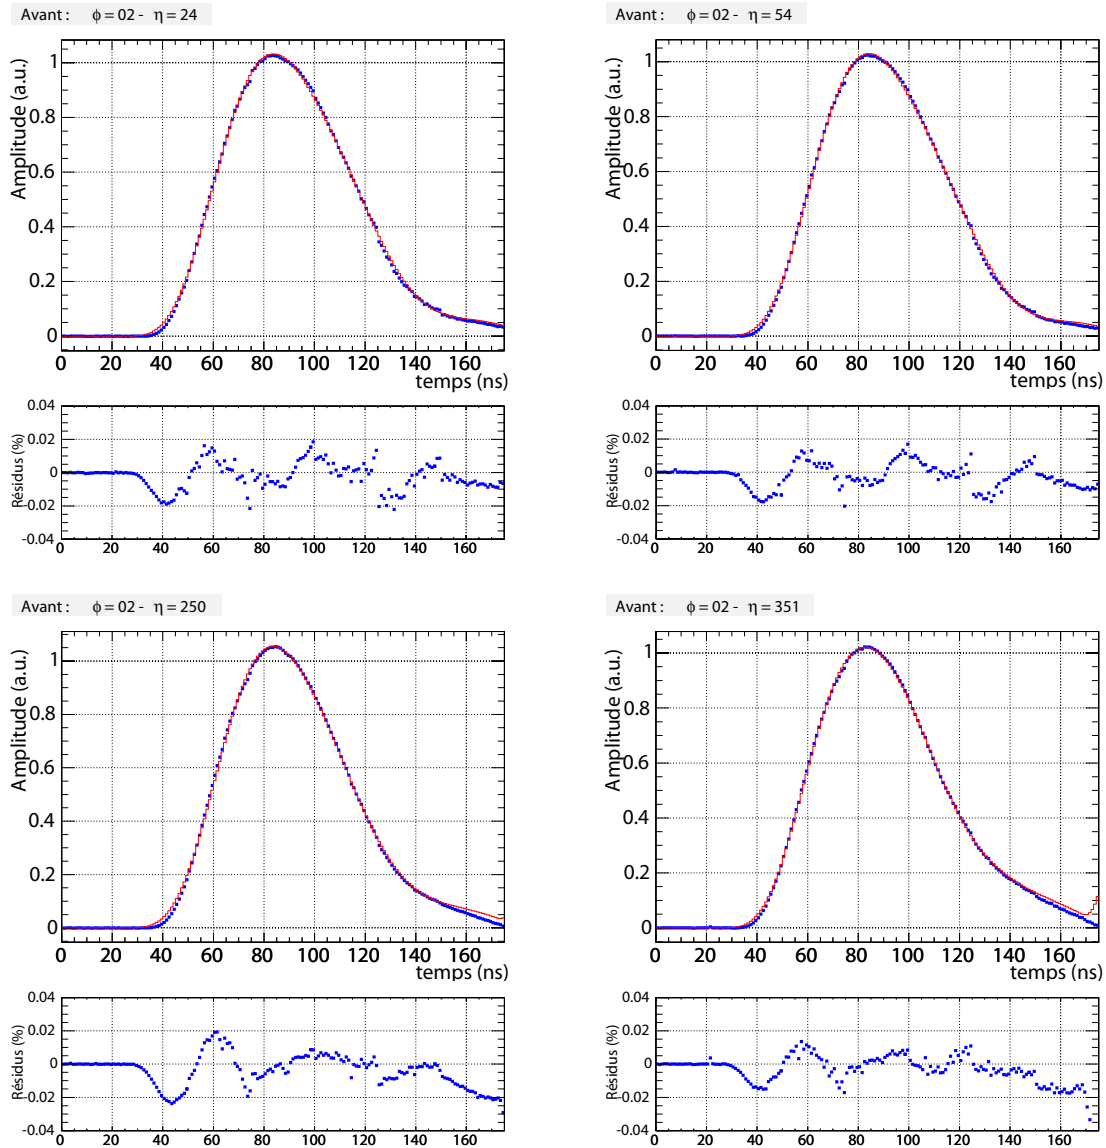 Avant : ϕ = 02 - η = 24
Amplitude (a.u.)
1
0.8
0.6
0.4
0.2
0
0 20 40 60 80 100 120 140 160
temps (ns)
Résidus (%)
0.04
0.02
0
-0.02
-0.04
0 20 40 60 80 100 120 140 160
Avant : ϕ = 02 - η = 54
Amplitude (a.u.)
1
0.8
0.6
0.4
0.2
0
0 20 40 60 80 100 120 140 160
temps (ns)
Résidus (%)
0.04
0.02
0
-0.02
-0.04
0 20 40 60 80 100 120 140 160
Avant : ϕ = 02 - η = 250
Amplitude (a.u.)
1
0.8
0.6
0.4
0.2
0
0 20 40 60 80 100 120 140 160
temps (ns)
Résidus (%)
0.04
0.02
0
-0.02
-0.04
0 20 40 60 80 100 120 140 160
Avant : ϕ = 02 - η = 351
Amplitude (a.u.)
1
0.8
0.6
0.4
0.2
0
0 20 40 60 80 100 120 140 160
temps (ns)
Résidus (%)
0.04
0.02
0
-0.02
-0.04
0 20 40 60 80 100 120 140 160